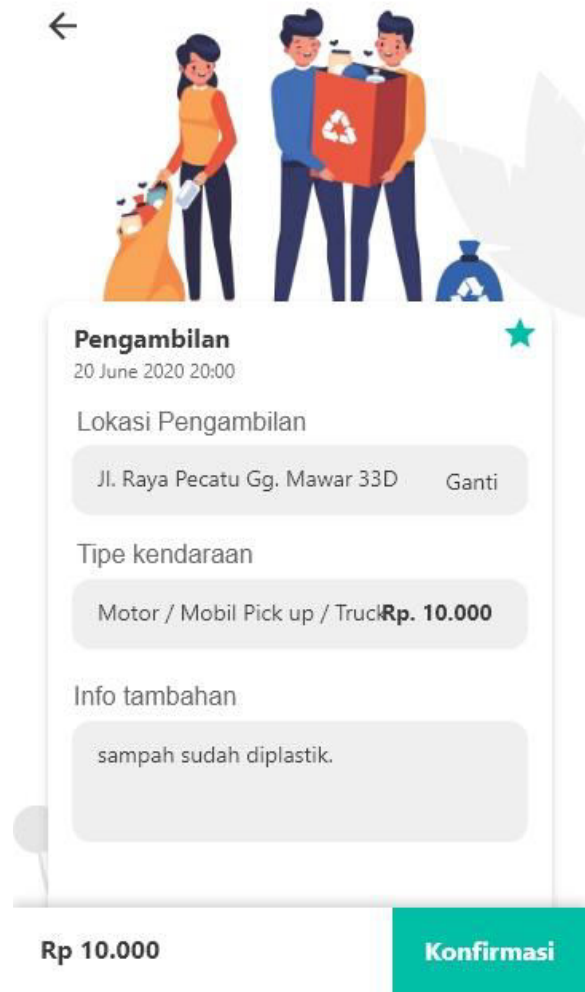 Pengambilan
20 June 2020 20:00
Lokasi Pengambilan
Jl. Raya Pecatu Gg. Mawar 33D Ganti
Tipe kendaraan
Motor / Mobil Pick up / Truck Rp. 10.000
Info tambahan
sampah sudah diplastik.
Rp 10.000 Konfirmasi